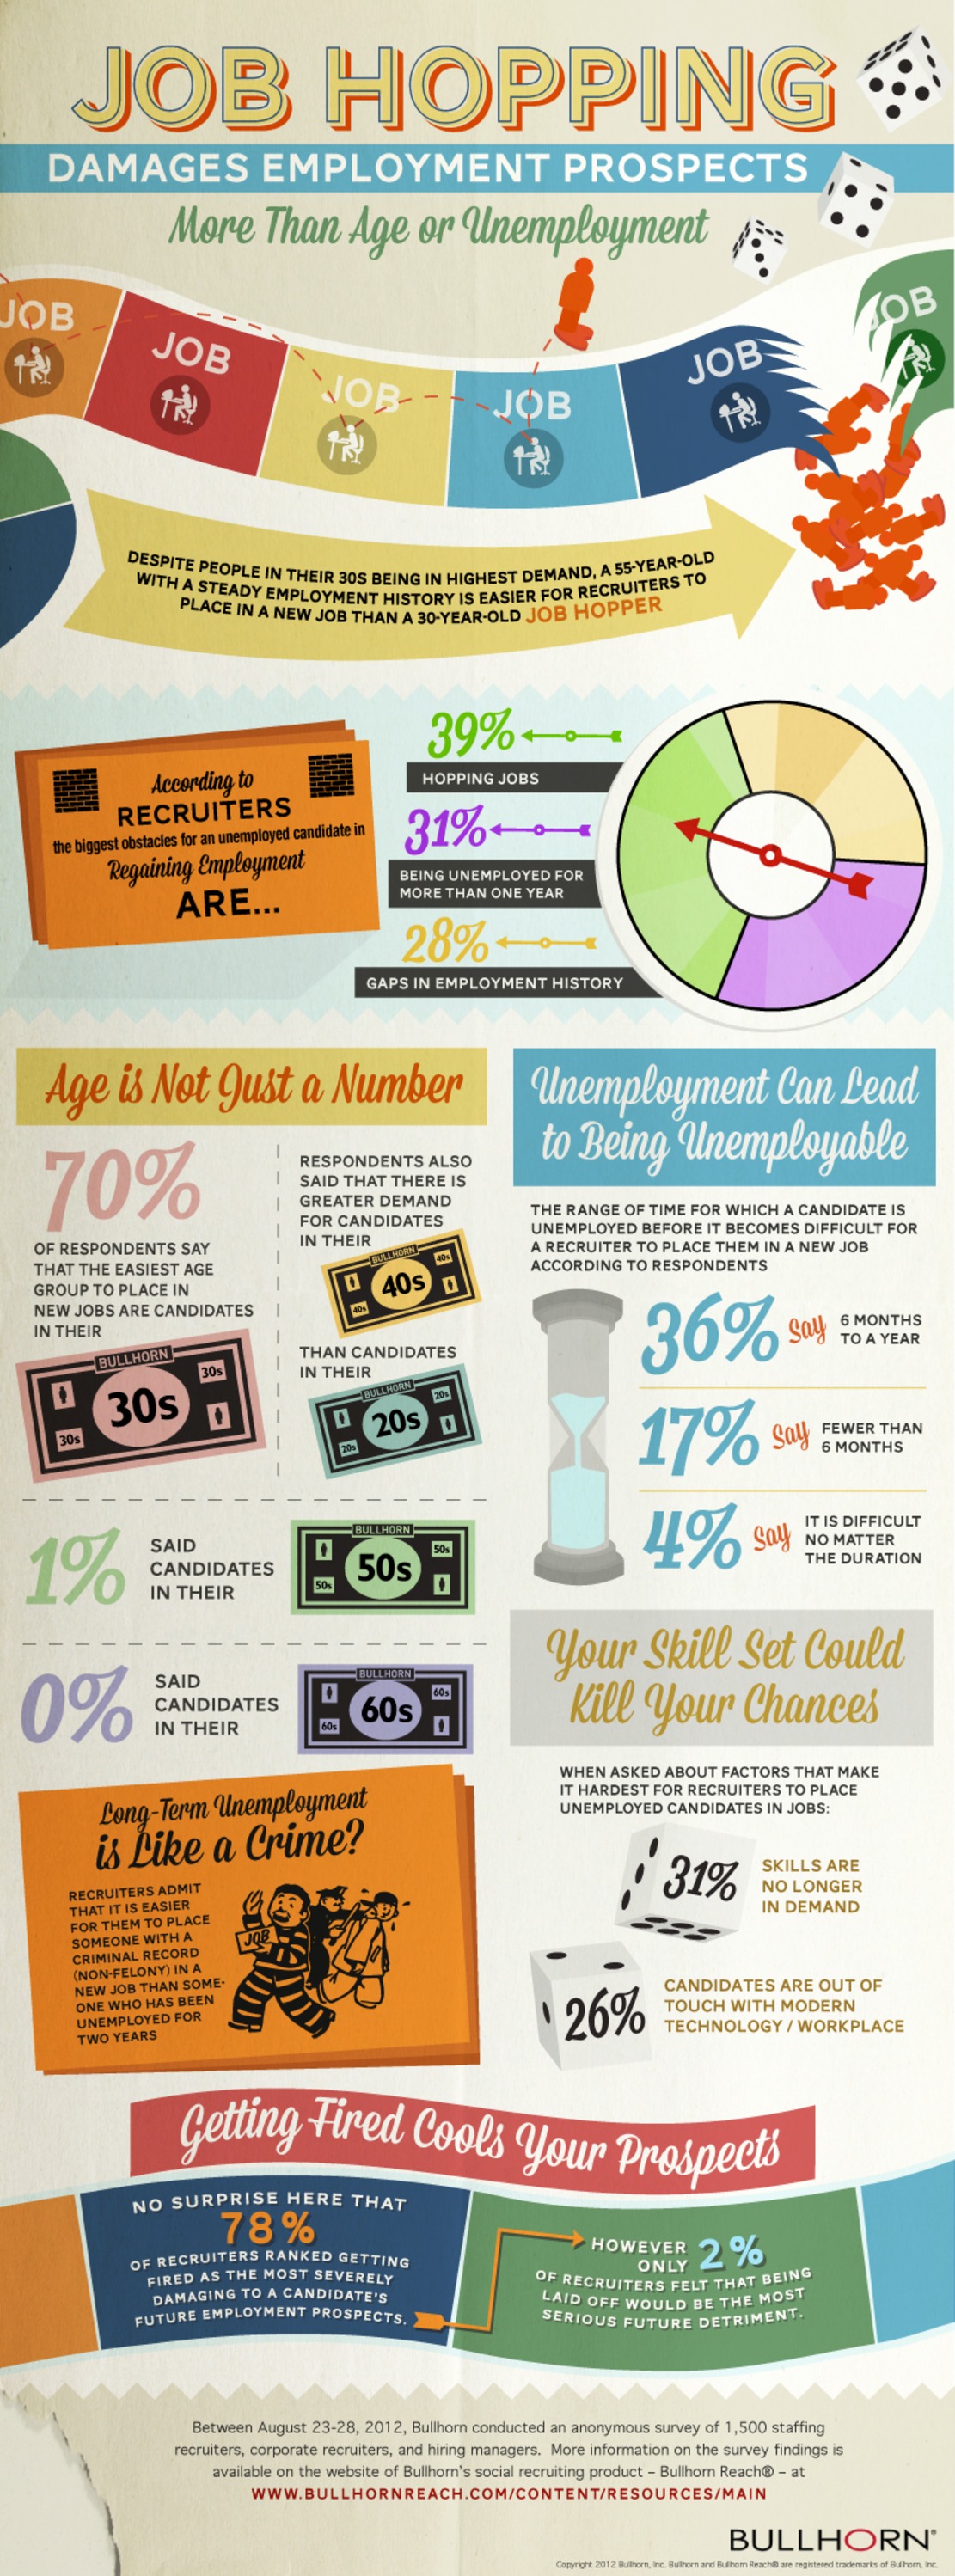 JOB HOPPING
DAMAGES EMPLOYMENT PROSPECTS
More Than Age or Unemployment
JOB
JOB
JOB
JOB
JOB
JOB
DESPITE PEOPLE IN THEIR 30S BEING IN HIGHEST DEMAND, A 55-YEAR-OLD
WITH A STEADY EMPLOYMENT HISTORY IS EASIER FOR RECRUITERS TO
PLACE IN A NEW JOB THAN A 30-YEAR-OLD JOB HOPPER
According to
RECRUITERS
the biggest obstacles for an unemployed candidate in
Regaining Employment
ARE...
39%
HOPPING JOBS
31%
BEING UNEMPLOYED FOR
MORE THAN ONE YEAR
28%
GAPS IN EMPLOYMENT HISTORY
Age is Not Just a Number
70%
OF RESPONDENTS SAY
THAT THE EASIEST AGE
GROUP TO PLACE IN
NEW JOBS ARE CANDIDATES
IN THEIR
BULLHORN
30s
30s
30s
RESPONDENTS ALSO
SAID THAT THERE IS
GREATER DEMAND
FOR CANDIDATES
IN THEIR
BULLHORN
40s
40s
40s
THAN CANDIDATES
IN THEIR
BULLHORN
20s
20s
20s
1%
SAID
CANDIDATES
IN THEIR
BULLHORN
50s
50s
50s
0%
SAID
CANDIDATES
IN THEIR
BULLHORN
60s
60s
60s
Long-Term Unemployment
is Like a Crime?
RECRUITERS ADMIT
THAT IT IS EASIER
FOR THEM TO PLACE
SOMEONE WITH A
CRIMINAL RECORD
(NON-FELONY) IN A
NEW JOB THAN SOME-
ONE WHO HAS BEEN
UNEMPLOYED FOR
TWO YEARS
JOB
Unemployment Can Lead
to Being Unemployable
THE RANGE OF TIME FOR WHICH A CANDIDATE IS
UNEMPLOYED BEFORE IT BECOMES DIFFICULT FOR
A RECRUITER TO PLACE THEM IN A NEW JOB
ACCORDING TO RESPONDENTS
36% Say 6 MONTHS
TO A YEAR
17% Say FEWER THAN
6 MONTHS
4% Say IT IS DIFFICULT
NO MATTER
THE DURATION
Your Skill Set Could
Kill Your Chances
WHEN ASKED ABOUT FACTORS THAT MAKE
IT HARDEST FOR RECRUITERS TO PLACE
UNEMPLOYED CANDIDATES IN JOBS:
31%
SKILLS ARE
NO LONGER
IN DEMAND
26%
CANDIDATES ARE OUT OF
TOUCH WITH MODERN
TECHNOLOGY / WORKPLACE
Getting Fired Cools Your Prospects
NO SURPRISE HERE THAT
78%
OF RECRUITERS RANKED GETTING
FIRED AS THE MOST SEVERELY
DAMAGING TO A CANDIDATE'S
FUTURE EMPLOYMENT PROSPECTS.
HOWEVER
ONLY 2%
OF RECRUITERS FELT THAT BEING
LAID OFF WOULD BE THE MOST
SERIOUS FUTURE DETRIMENT.
Between August 23-28, 2012, Bullhorn conducted an anonymous survey of 1,500 staffing
recruiters, corporate recruiters, and hiring managers. More information on the survey findings is
available on the website of Bullhorn's social recruiting product – Bullhorn Reach® – at
WWW.BULLHORNREACH.COM/CONTENT/RESOURCES/MAIN
BULLHORN®
Copyright 2012 Bullhorn, Inc. Bullhorn and Bullhorn Reach® are registered trademarks of Bullhorn, Inc.